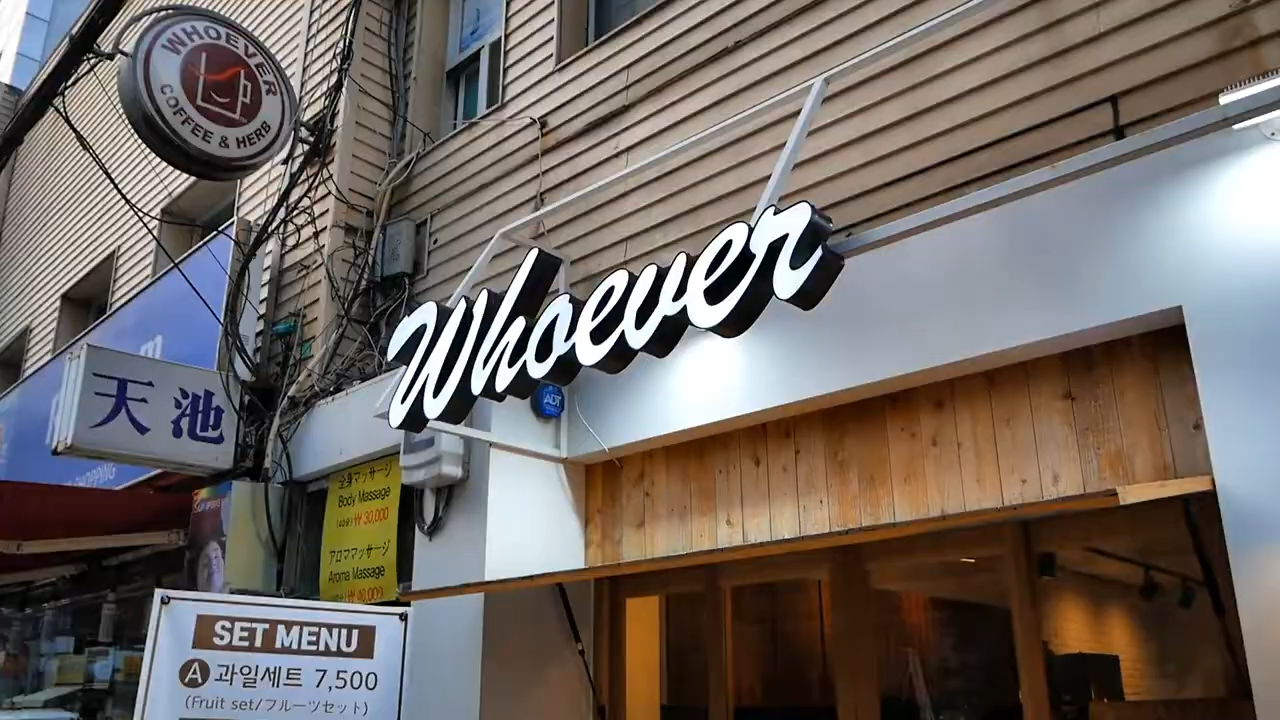 WHOEVER
COFFEE & HERB
Whoever
天池
SHOPPING
ADT
全身マッサージ
Body Massage
₩ 30,000
アロママッサージ
Aroma Massage
₩ 40,000
SET MENU
A 과일세트 7,500
(Fruit set/フルーツセット)